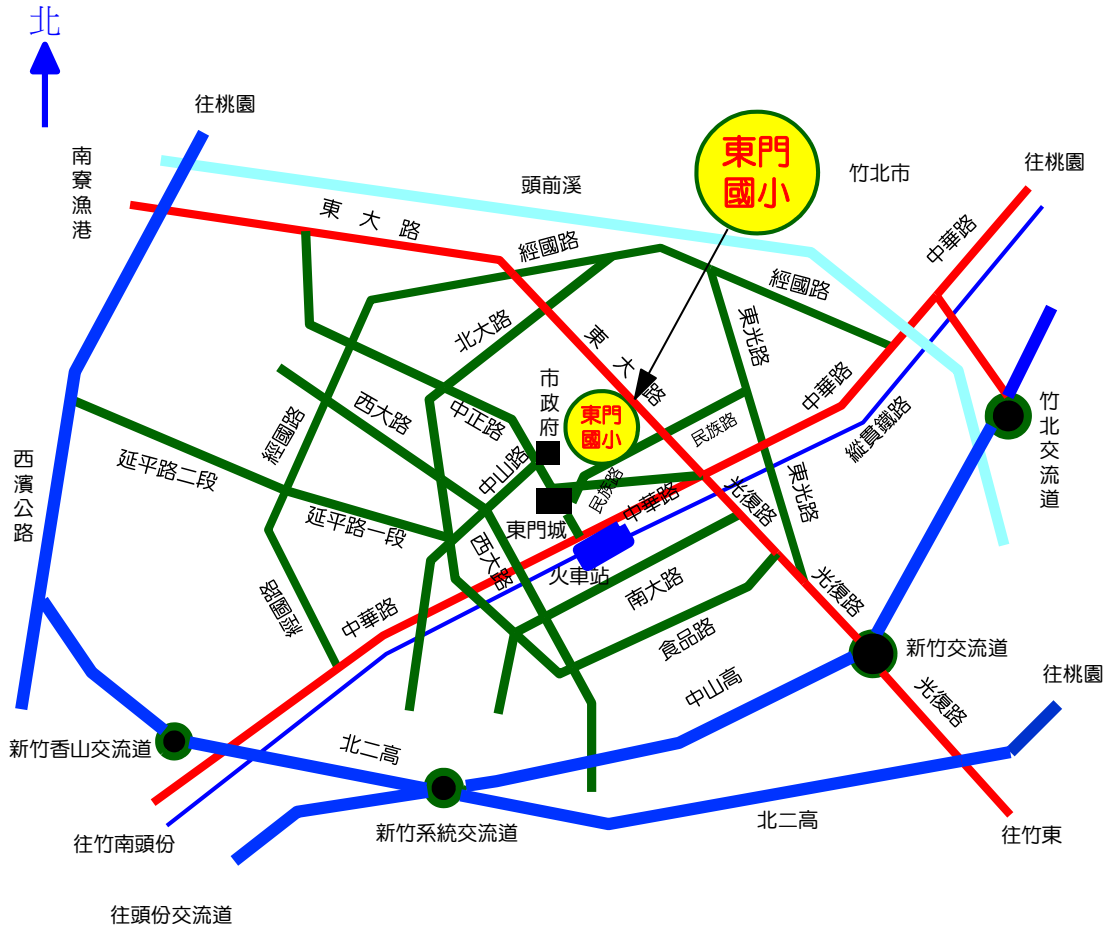 北
往桃園
南寮漁港
頭前溪
東門
國小
竹北市
往桃園
東大路
經國路
中華路
經國路
北大路
東大路
東光路
市政府
西大路
中正路
東門
國小
中華路
竹北交流道
經國路
民族路
縱貫鐵路
西濱公路
延平路二段
中山路
民族路
中華路
光復路
東光路
延平路一段
東門城
西大路
火車站
南大路
光復路
經國路
中華路
食品路
新竹交流道
中山高
光復路
往桃園
新竹香山交流道
北二高
新竹系統交流道
北二高
往竹南頭份
往竹東
往頭份交流道